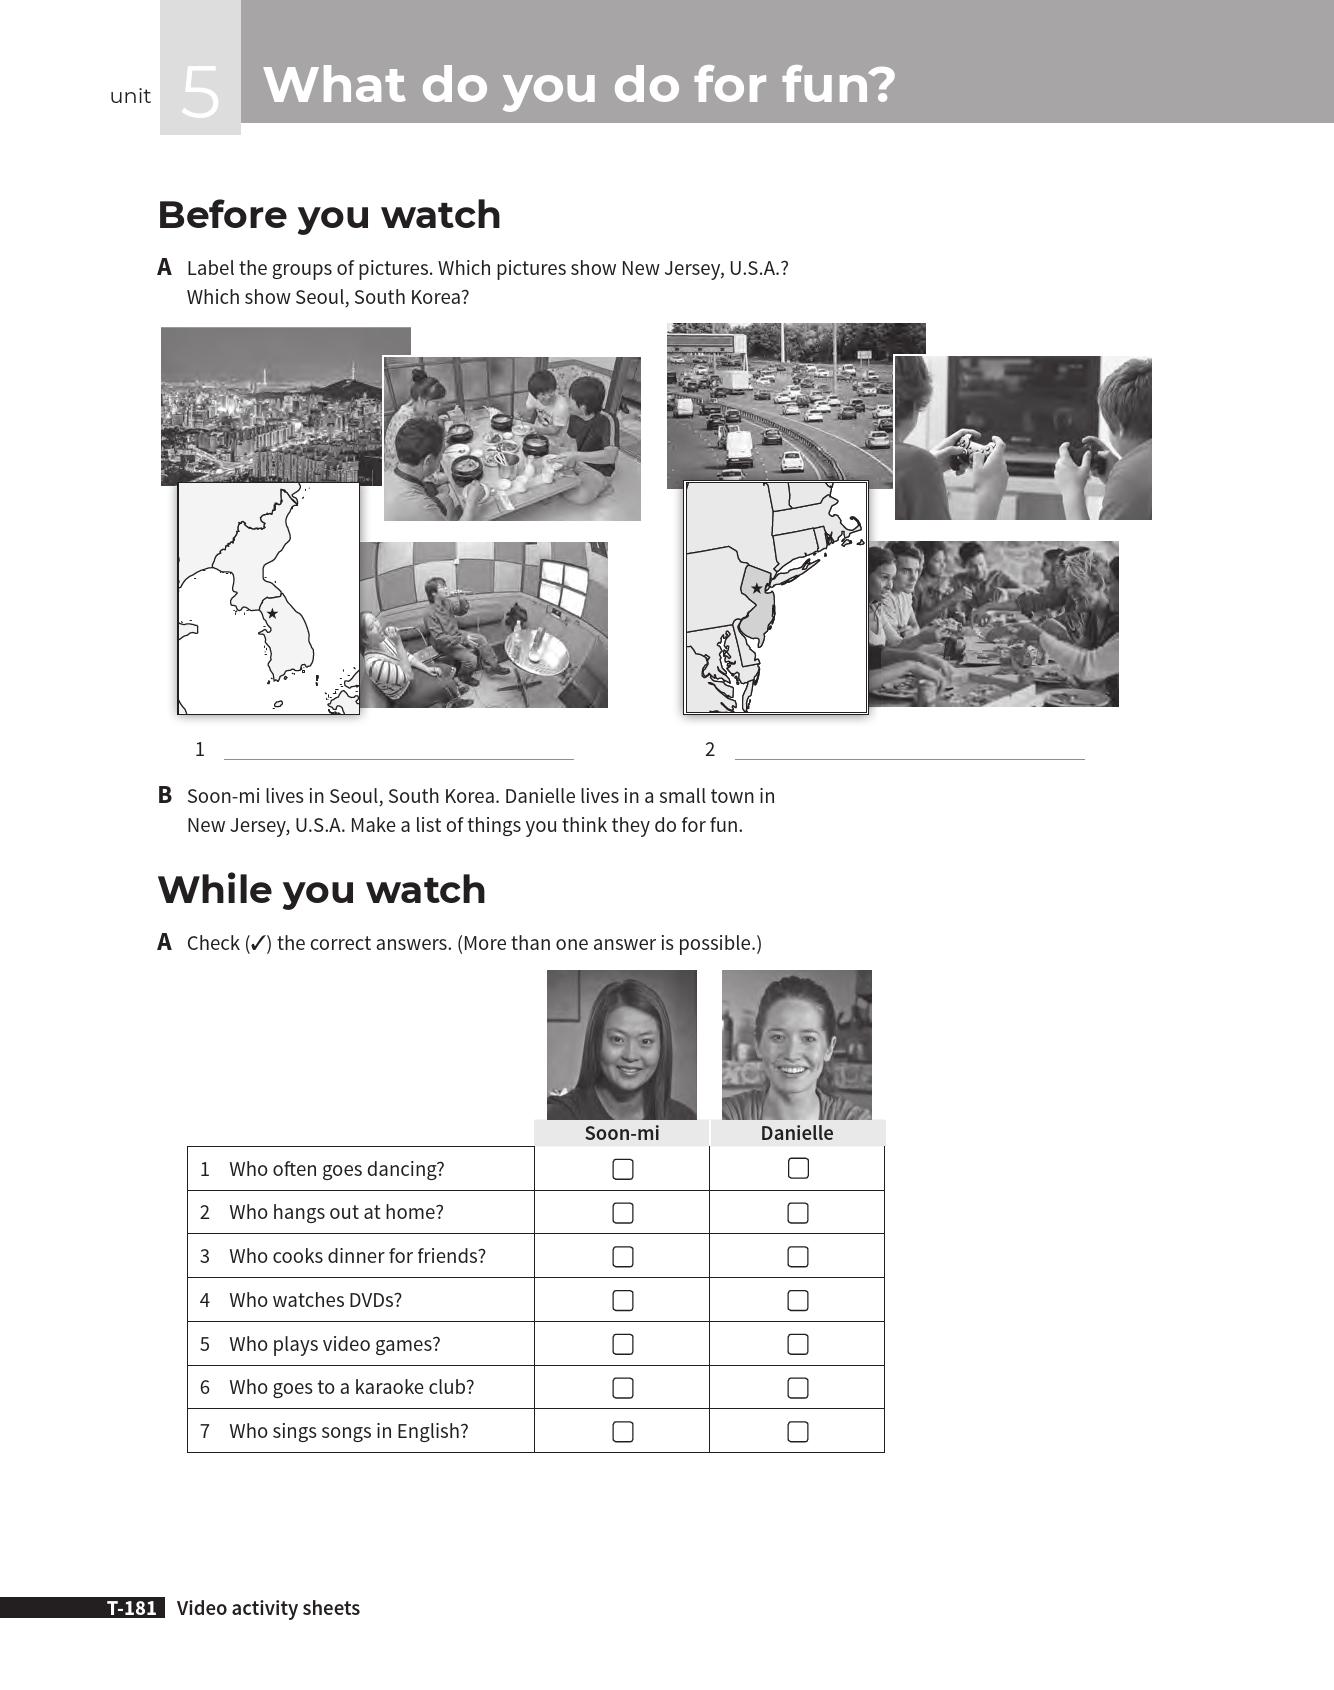 unit 5 What do you do for fun?
Before you watch
A Label the groups of pictures. Which pictures show New Jersey, U.S.A.?
Which show Seoul, South Korea?
1
2
B Soon-mi lives in Seoul, South Korea. Danielle lives in a small town in
New Jersey, U.S.A. Make a list of things you think they do for fun.
While you watch
A Check (✓) the correct answers. (More than one answer is possible.)
Soon-mi Danielle
1 Who often goes dancing?
2 Who hangs out at home?
3 Who cooks dinner for friends?
4 Who watches DVDs?
5 Who plays video games?
6 Who goes to a karaoke club?
7 Who sings songs in English?
T-181 Video activity sheets